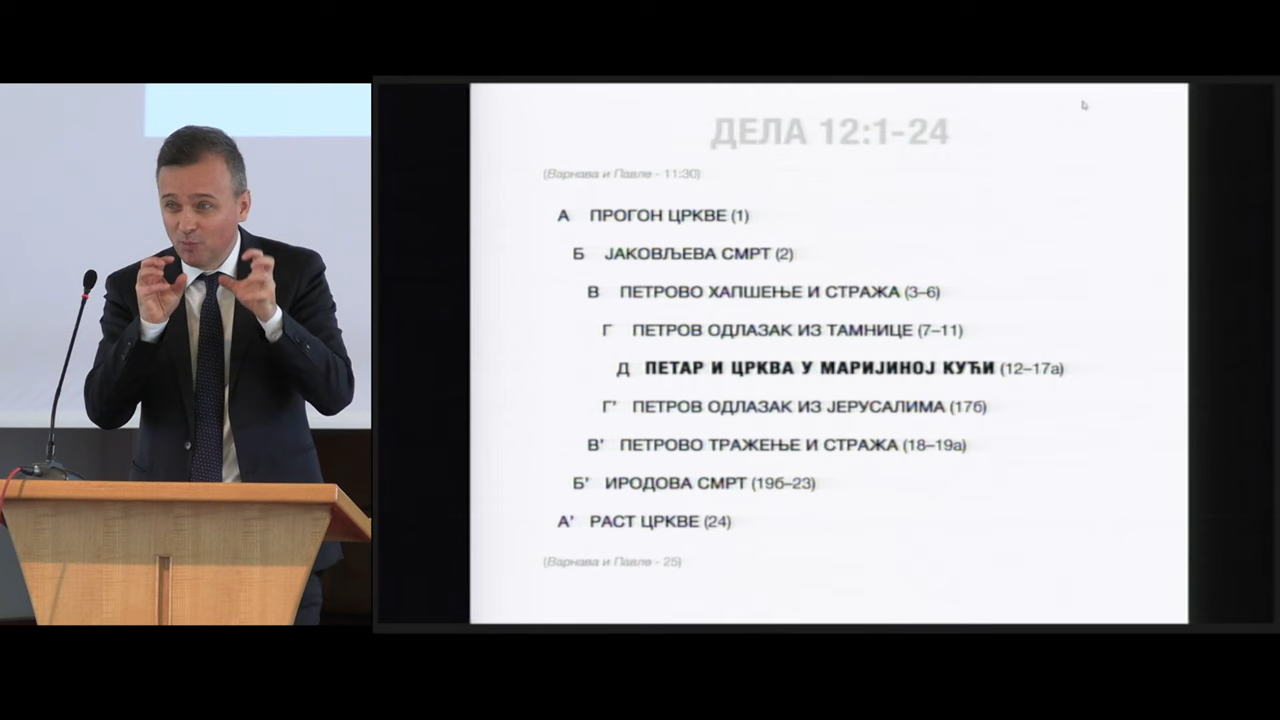 ДЕЛА 12:1-24
(Варнава и Павле - 11:30)
А ПРОГОН ЦРКВЕ (1)
Б ЈАКОВЉЕВА СМРТ (2)
В ПЕТРОВО ХАПШЕЊЕ И СТРАЖА (3–6)
Г ПЕТРОВ ОДЛАЗАК ИЗ ТАМНИЦЕ (7–11)
Д ПЕТАР И ЦРКВА У МАРИЈИНОЈ КУЋИ (12–17а)
Г' ПЕТРОВ ОДЛАЗАК ИЗ ЈЕРУСАЛИМА (17б)
В' ПЕТРОВО ТРАЖЕЊЕ И СТРАЖА (18–19а)
Б' ИРОДОВА СМРТ (19б–23)
А' РАСТ ЦРКВЕ (24)
(Варнава и Павле - 25)